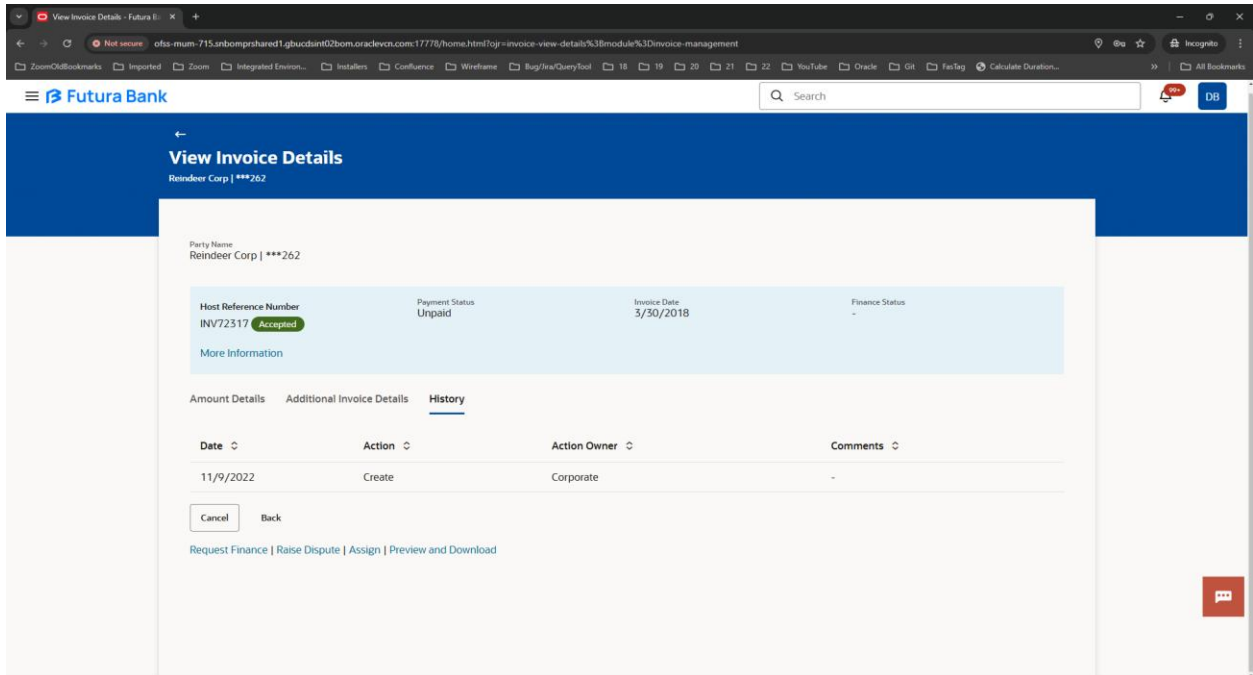 View Invoice Details - Futura Ba
Not secure ofss-mum-715.snbomprshared1.gbucdsint02bom.oraclevcn.com:17778/home.html?ojr=invoice-view-details%3Bmodule%3Dinvoice-management
Incognito
ZoomOldBookmarks Imported Zoom Integrated Environ... Installers Confluence Wireframe Bug/Jira/QueryTool 18 19 20 21 22 YouTube Oracle Git FasTag Calculate Duration... » All Bookmarks
Futura Bank Search 99+ DB
View Invoice Details
Reindeer Corp | ***262
Party Name
Reindeer Corp | ***262
Host Reference Number Payment Status Invoice Date Finance Status
INV72317 Accepted Unpaid 3/30/2018 -
More Information
Amount Details Additional Invoice Details History
Date Action Action Owner Comments
11/9/2022 Create Corporate -
Cancel Back
Request Finance | Raise Dispute | Assign | Preview and Download